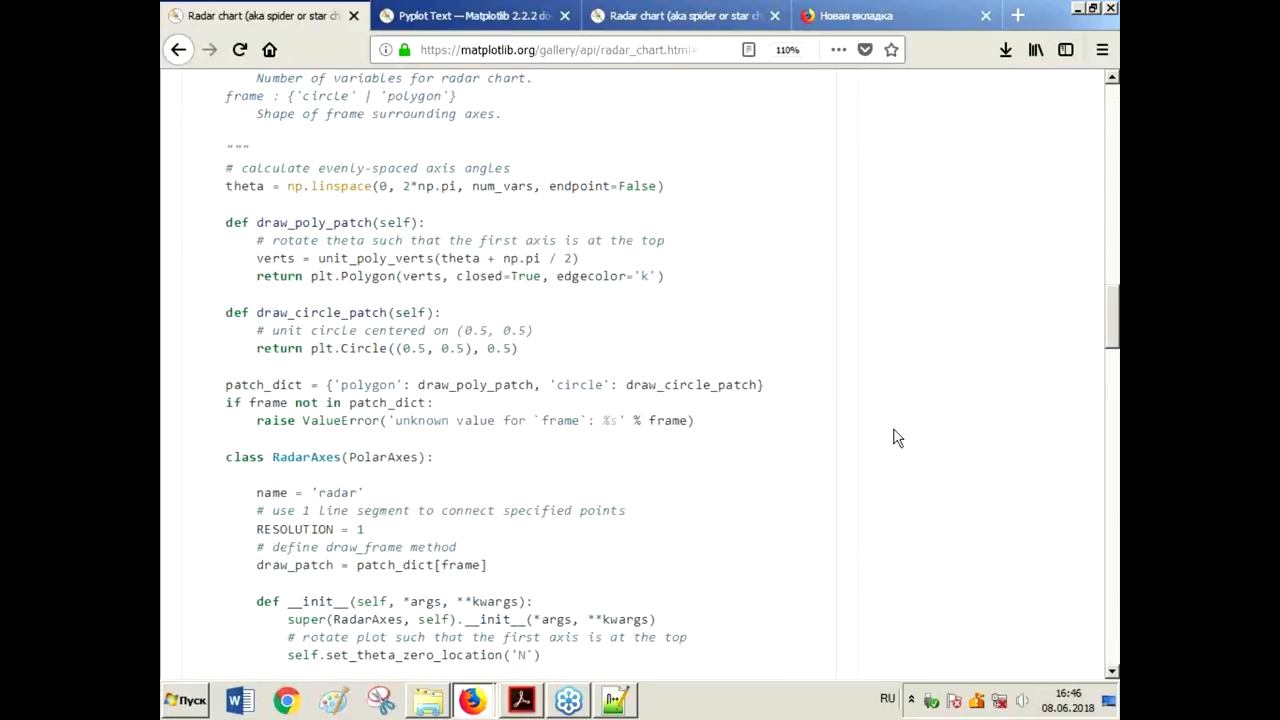 Radar chart (aka spider or star ch
Pyplot Text — Matplotlib 2.2.2 do
Radar chart (aka spider or star ch
Новая вкладка
https://matplotlib.org/gallery/api/radar_chart.html
110%
Number of variables for radar chart.
frame : {'circle' | 'polygon'}
Shape of frame surrounding axes.
"""
# calculate evenly-spaced axis angles
theta = np.linspace(0, 2*np.pi, num_vars, endpoint=False)
def draw_poly_patch(self):
# rotate theta such that the first axis is at the top
verts = unit_poly_verts(theta + np.pi / 2)
return plt.Polygon(verts, closed=True, edgecolor='k')
def draw_circle_patch(self):
# unit circle centered on (0.5, 0.5)
return plt.Circle((0.5, 0.5), 0.5)
patch_dict = {'polygon': draw_poly_patch, 'circle': draw_circle_patch}
if frame not in patch_dict:
raise ValueError('unknown value for `frame`: %s' % frame)
class RadarAxes(PolarAxes):
name = 'radar'
# use 1 line segment to connect specified points
RESOLUTION = 1
# define draw_frame method
draw_patch = patch_dict[frame]
def __init__(self, *args, **kwargs):
super(RadarAxes, self).__init__(*args, **kwargs)
# rotate plot such that the first axis is at the top
self.set_theta_zero_location('N')
Пуск
RU
16:46
08.06.2018